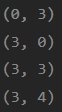 (0, 3)
(3, 0)
(3, 3)
(3, 4)